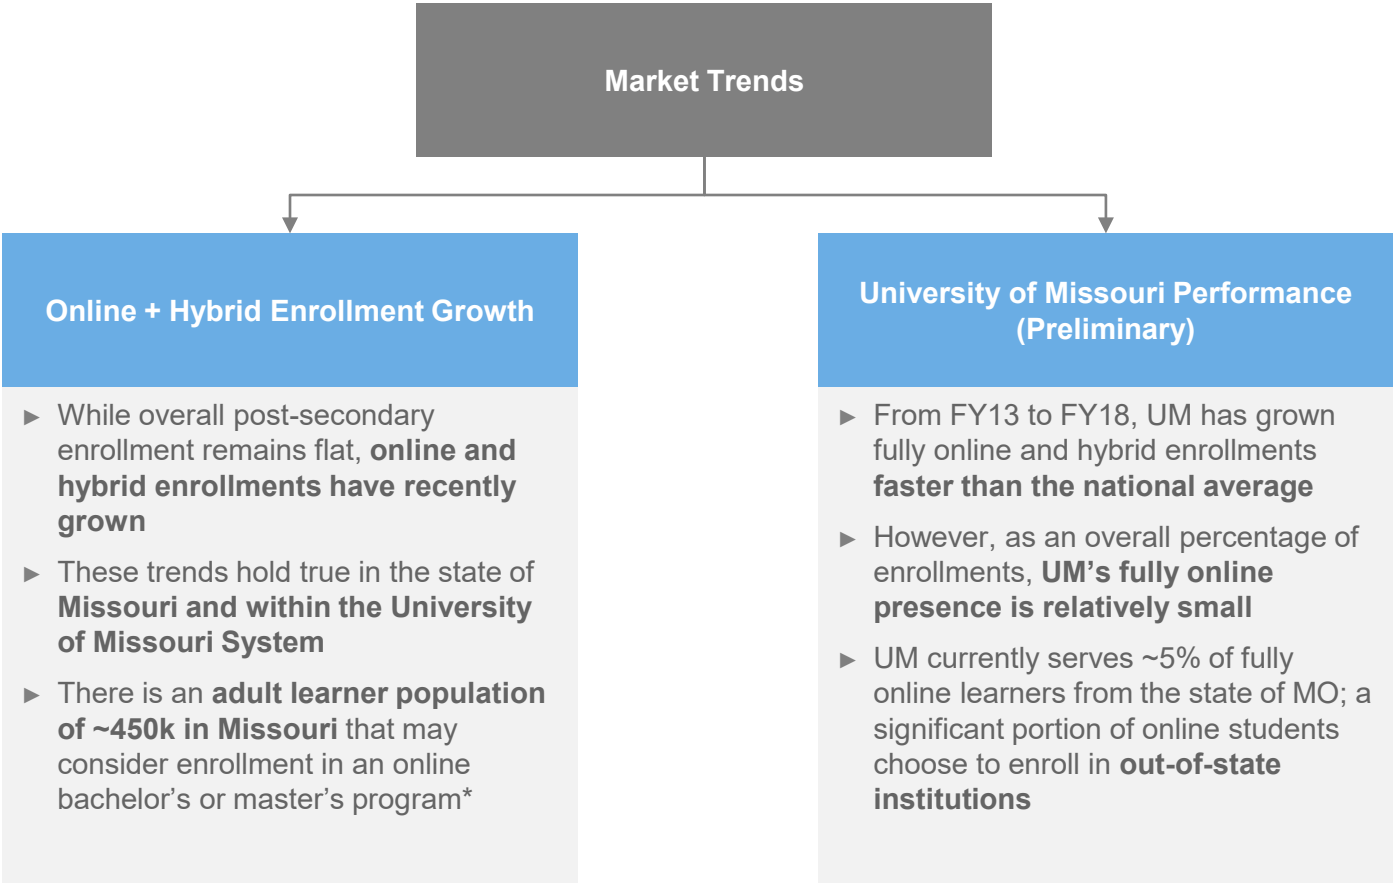 Market Trends
Online + Hybrid Enrollment Growth
► While overall post-secondary
enrollment remains flat, online and
hybrid enrollments have recently
grown
► These trends hold true in the state of
Missouri and within the University
of Missouri System
► There is an adult learner population
of ~450k in Missouri that may
consider enrollment in an online
bachelor’s or master’s program*
University of Missouri Performance
(Preliminary)
► From FY13 to FY18, UM has grown
fully online and hybrid enrollments
faster than the national average
► However, as an overall percentage of
enrollments, UM’s fully online
presence is relatively small
► UM currently serves ~5% of fully
online learners from the state of MO; a
significant portion of online students
choose to enroll in out-of-state
institutions